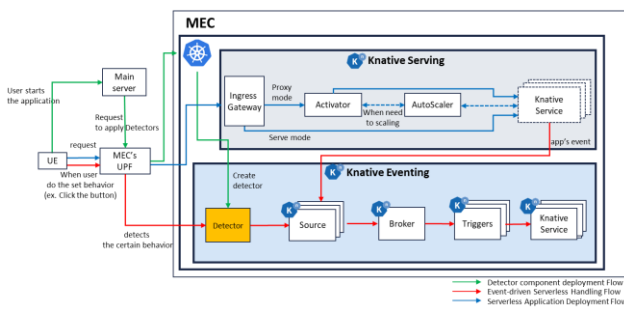 MEC
Knative Serving
Main
server
User starts
the application
Request
to apply Detectors
Ingress
Gateway
Proxy
mode
Activator
AutoScaler
When need
to scaling
Knative
Service
Serve mode
UE
request
MEC's
UPF
When user
do the set behavior
(ex. Click the button)
app's event
Knative Eventing
Create
detector
detects
the certain behavior
Detector
Source
Broker
Triggers
Knative
Service
Detector component deployment Flow
Event-driven Serverless Handling Flow
Serverless Application Deployment Flow